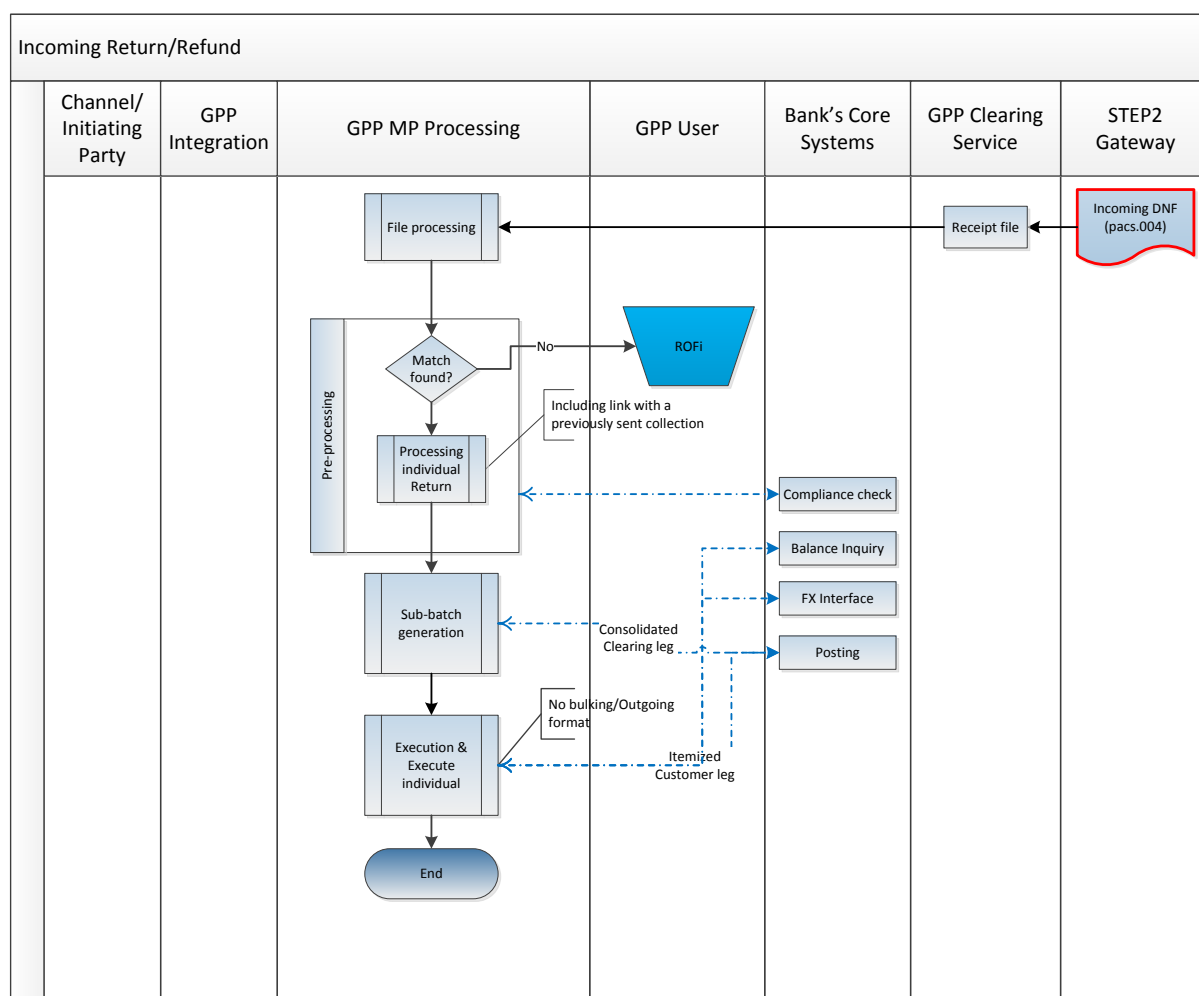 Incoming Return/Refund
Channel/
Initiating
Party
GPP
Integration
GPP MP Processing
GPP User
Bank's Core
Systems
GPP Clearing
Service
STEP2
Gateway
File processing
Receipt file
Incoming DNF
(pacs.004)
Pre-processing
Match
found?
No
ROFi
Including link with a
previously sent collection
Processing
individual
Return
Compliance check
Balance Inquiry
FX Interface
Sub-batch
generation
Consolidated
Clearing leg
Posting
No bulking/Outgoing
format
Execution &
Execute
individual
Itemized
Customer leg
End